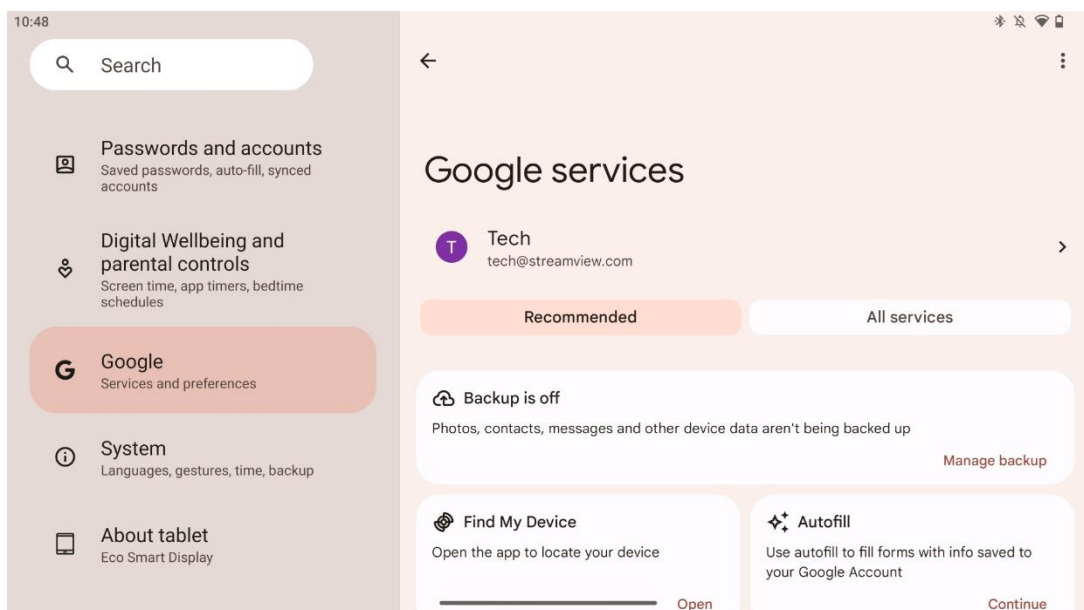 10:48
Search
Passwords and accounts
Saved passwords, auto-fill, synced
accounts
Digital Wellbeing and
parental controls
Screen time, app timers, bedtime
schedules
G
Google
Services and preferences
System
Languages, gestures, time, backup
About tablet
Eco Smart Display
Google services
T
Tech
tech@streamview.com
Recommended
All services
Backup is off
Photos, contacts, messages and other device data aren't being backed up
Manage backup
Find My Device
Open the app to locate your device
Open
Autofill
Use autofill to fill forms with info saved to
your Google Account
Continue